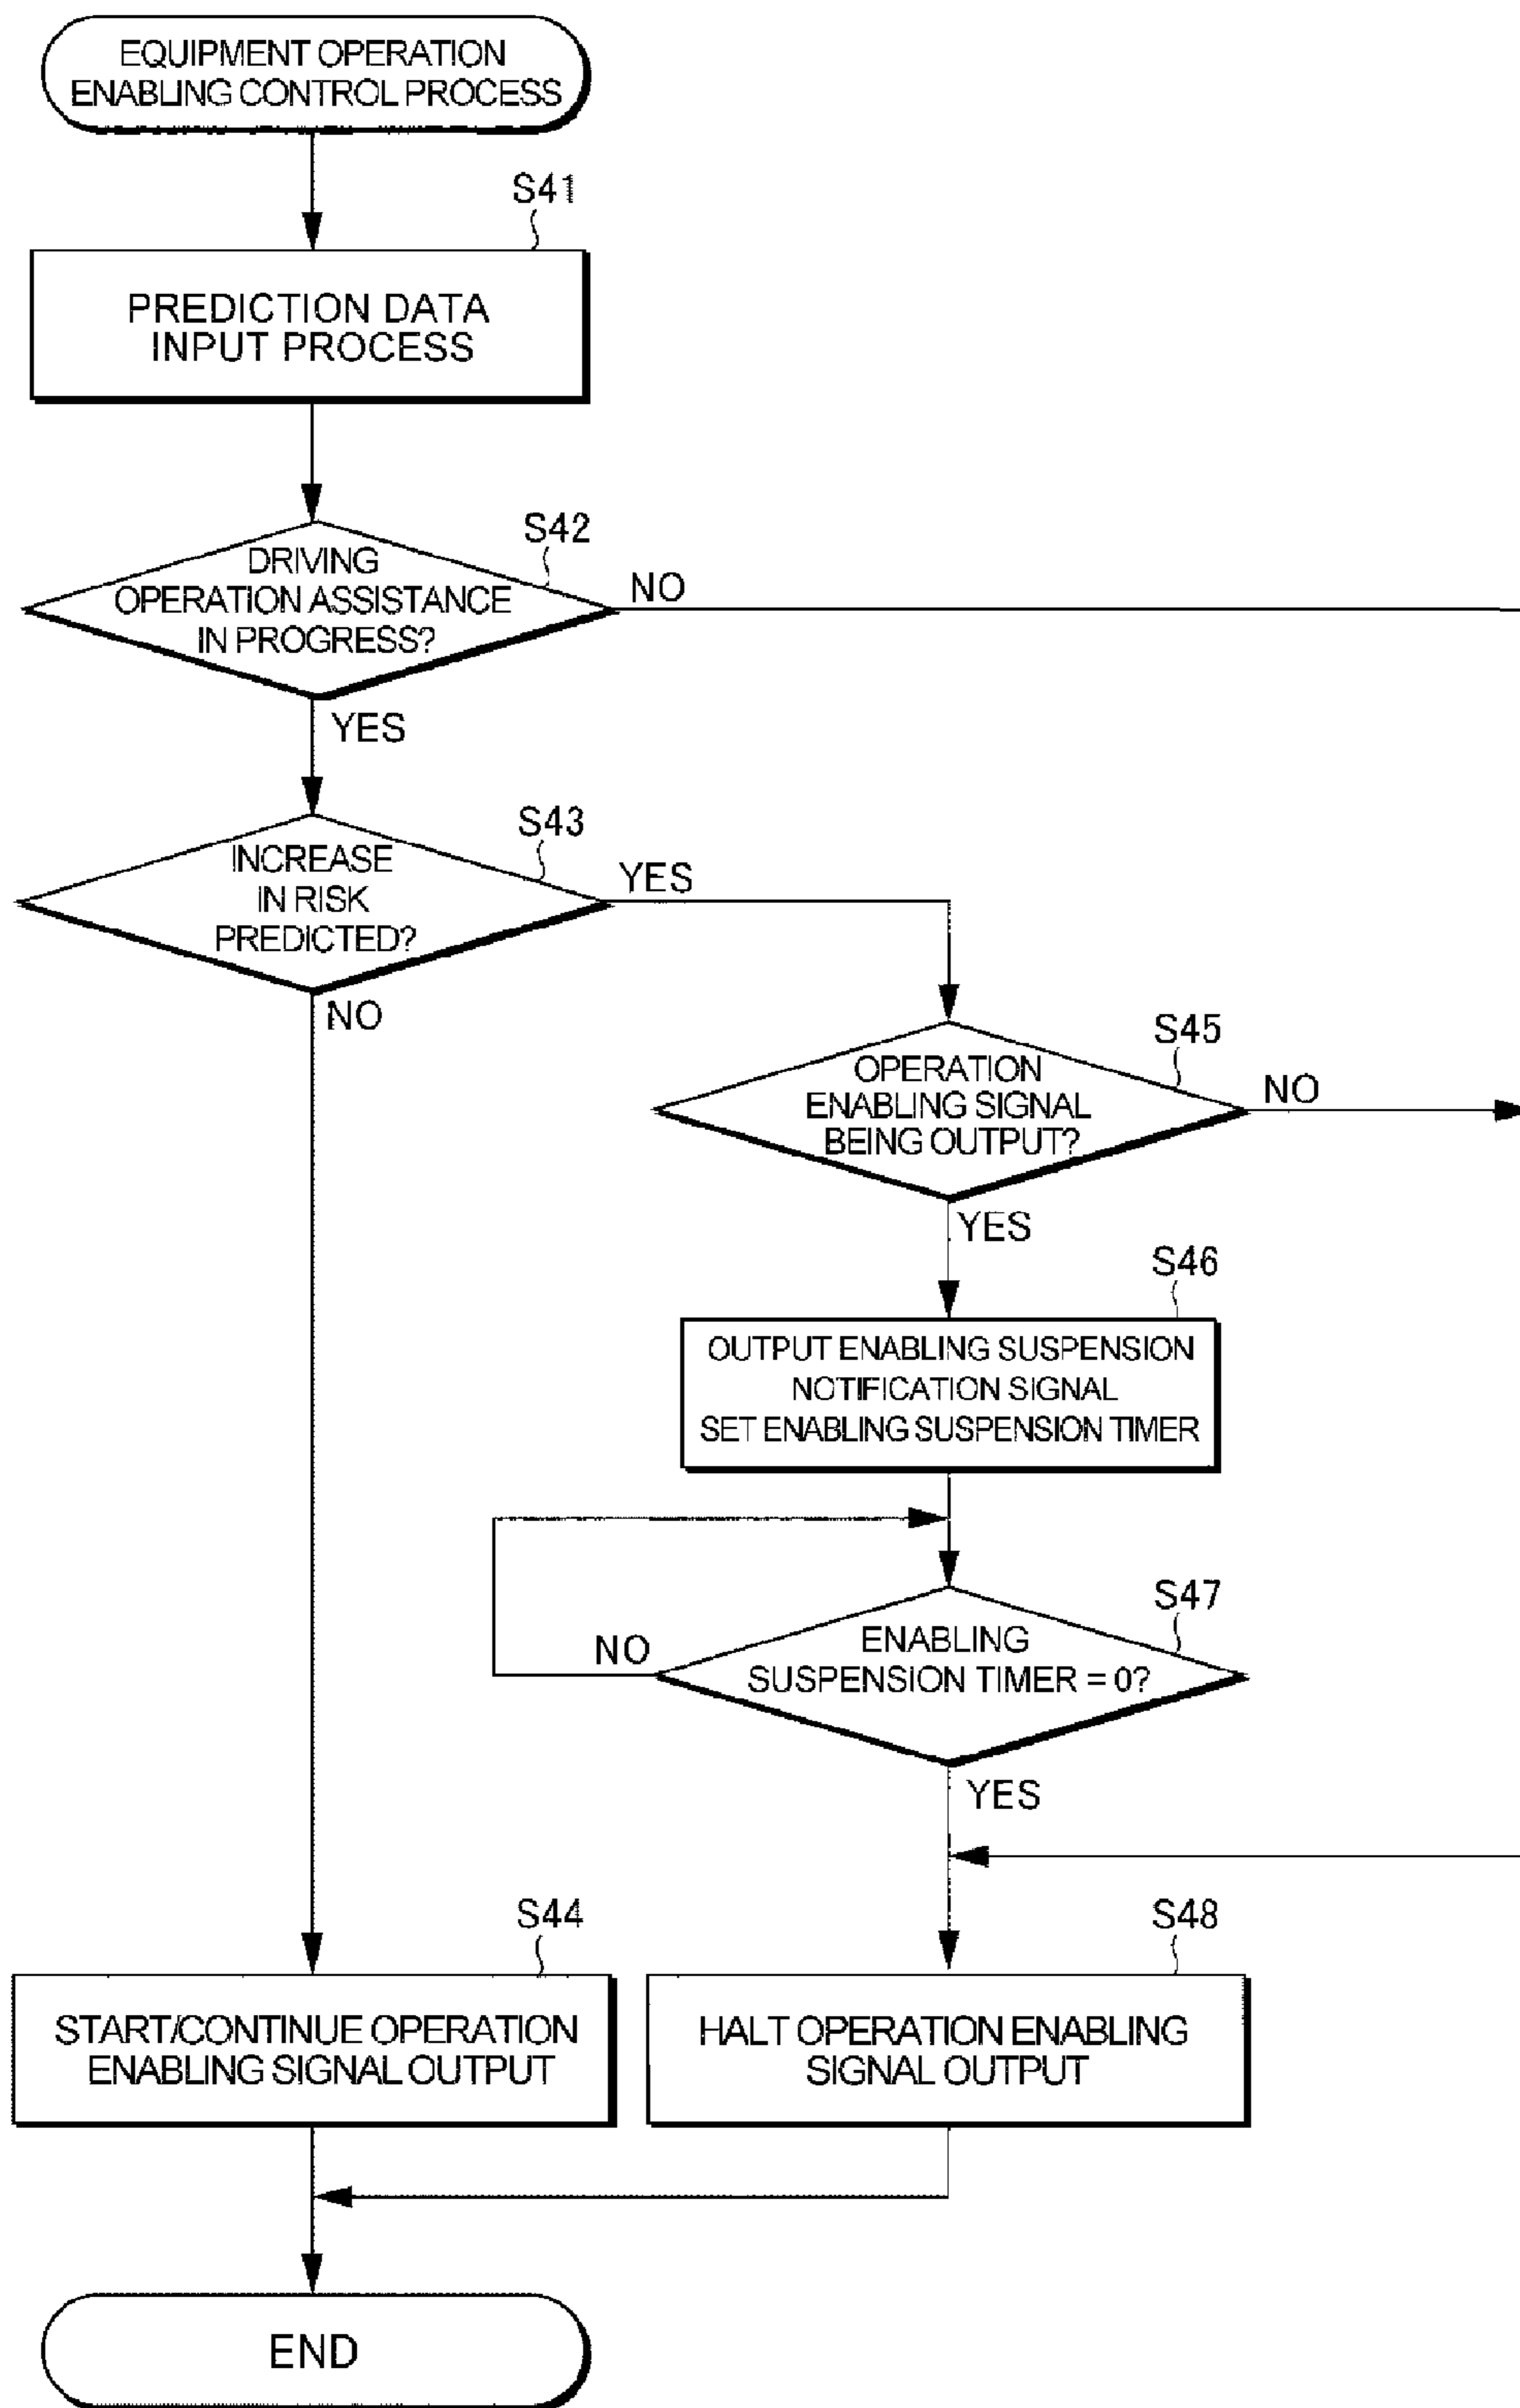 EQUIPMENT OPERATION
ENABLING CONTROL PROCESS
S41
PREDICTION DATA
INPUT PROCESS
S42
DRIVING
OPERATION ASSISTANCE
IN PROGRESS?
NO
YES
S43
INCREASE
IN RISK
PREDICTED?
YES
NO
S45
OPERATION
ENABLING SIGNAL
BEING OUTPUT?
NO
YES
S46
OUTPUT ENABLING SUSPENSION
NOTIFICATION SIGNAL
SET ENABLING SUSPENSION TIMER
S47
ENABLING
SUSPENSION TIMER = 0?
NO
YES
S44
START/CONTINUE OPERATION
ENABLING SIGNAL OUTPUT
S48
HALT OPERATION ENABLING
SIGNAL OUTPUT
END